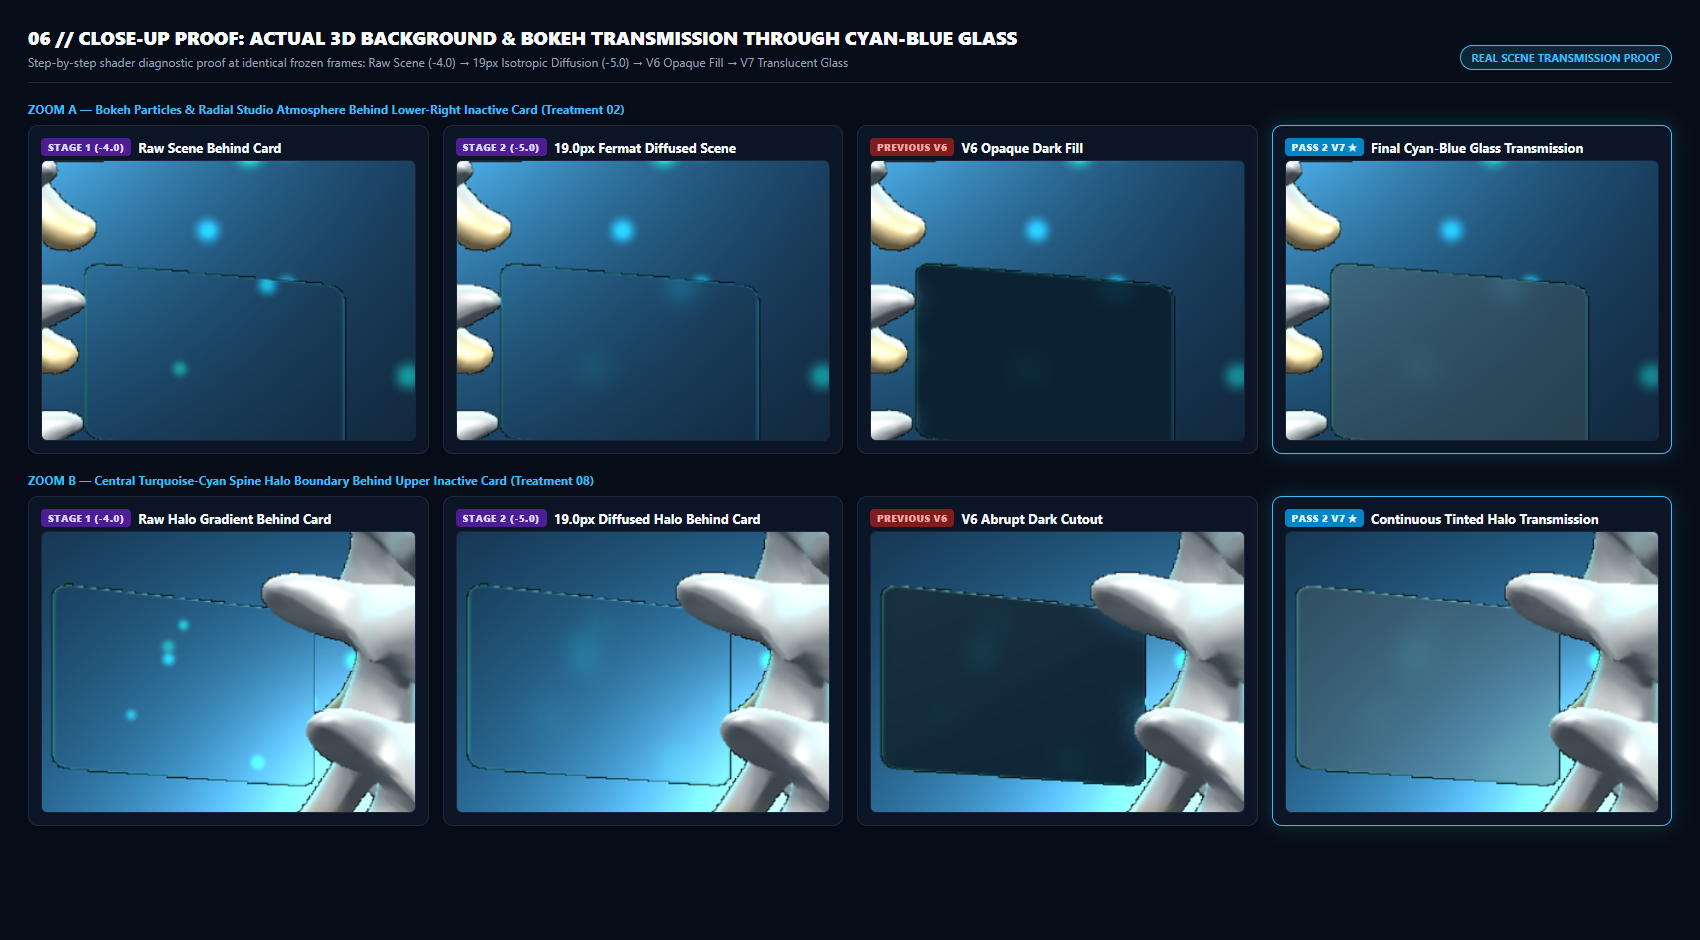 06 // CLOSE-UP PROOF: ACTUAL 3D BACKGROUND & BOKEH TRANSMISSION THROUGH CYAN-BLUE GLASS
Step-by-step shader diagnostic proof at identical frozen frames: Raw Scene (-4.0) → 19px Isotropic Diffusion (-5.0) → V6 Opaque Fill → V7 Translucent Glass
REAL SCENE TRANSMISSION PROOF
ZOOM A — Bokeh Particles & Radial Studio Atmosphere Behind Lower-Right Inactive Card (Treatment 02)
STAGE 1 (-4.0) Raw Scene Behind Card
STAGE 2 (-5.0) 19.0px Fermat Diffused Scene
PREVIOUS V6 V6 Opaque Dark Fill
PASS 2 V7 ★ Final Cyan-Blue Glass Transmission
ZOOM B — Central Turquoise-Cyan Spine Halo Boundary Behind Upper Inactive Card (Treatment 08)
STAGE 1 (-4.0) Raw Halo Gradient Behind Card
STAGE 2 (-5.0) 19.0px Diffused Halo Behind Card
PREVIOUS V6 V6 Abrupt Dark Cutout
PASS 2 V7 ★ Continuous Tinted Halo Transmission